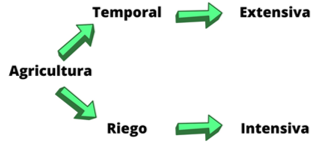 Temporal
Extensiva
Agricultura
Riego
Intensiva